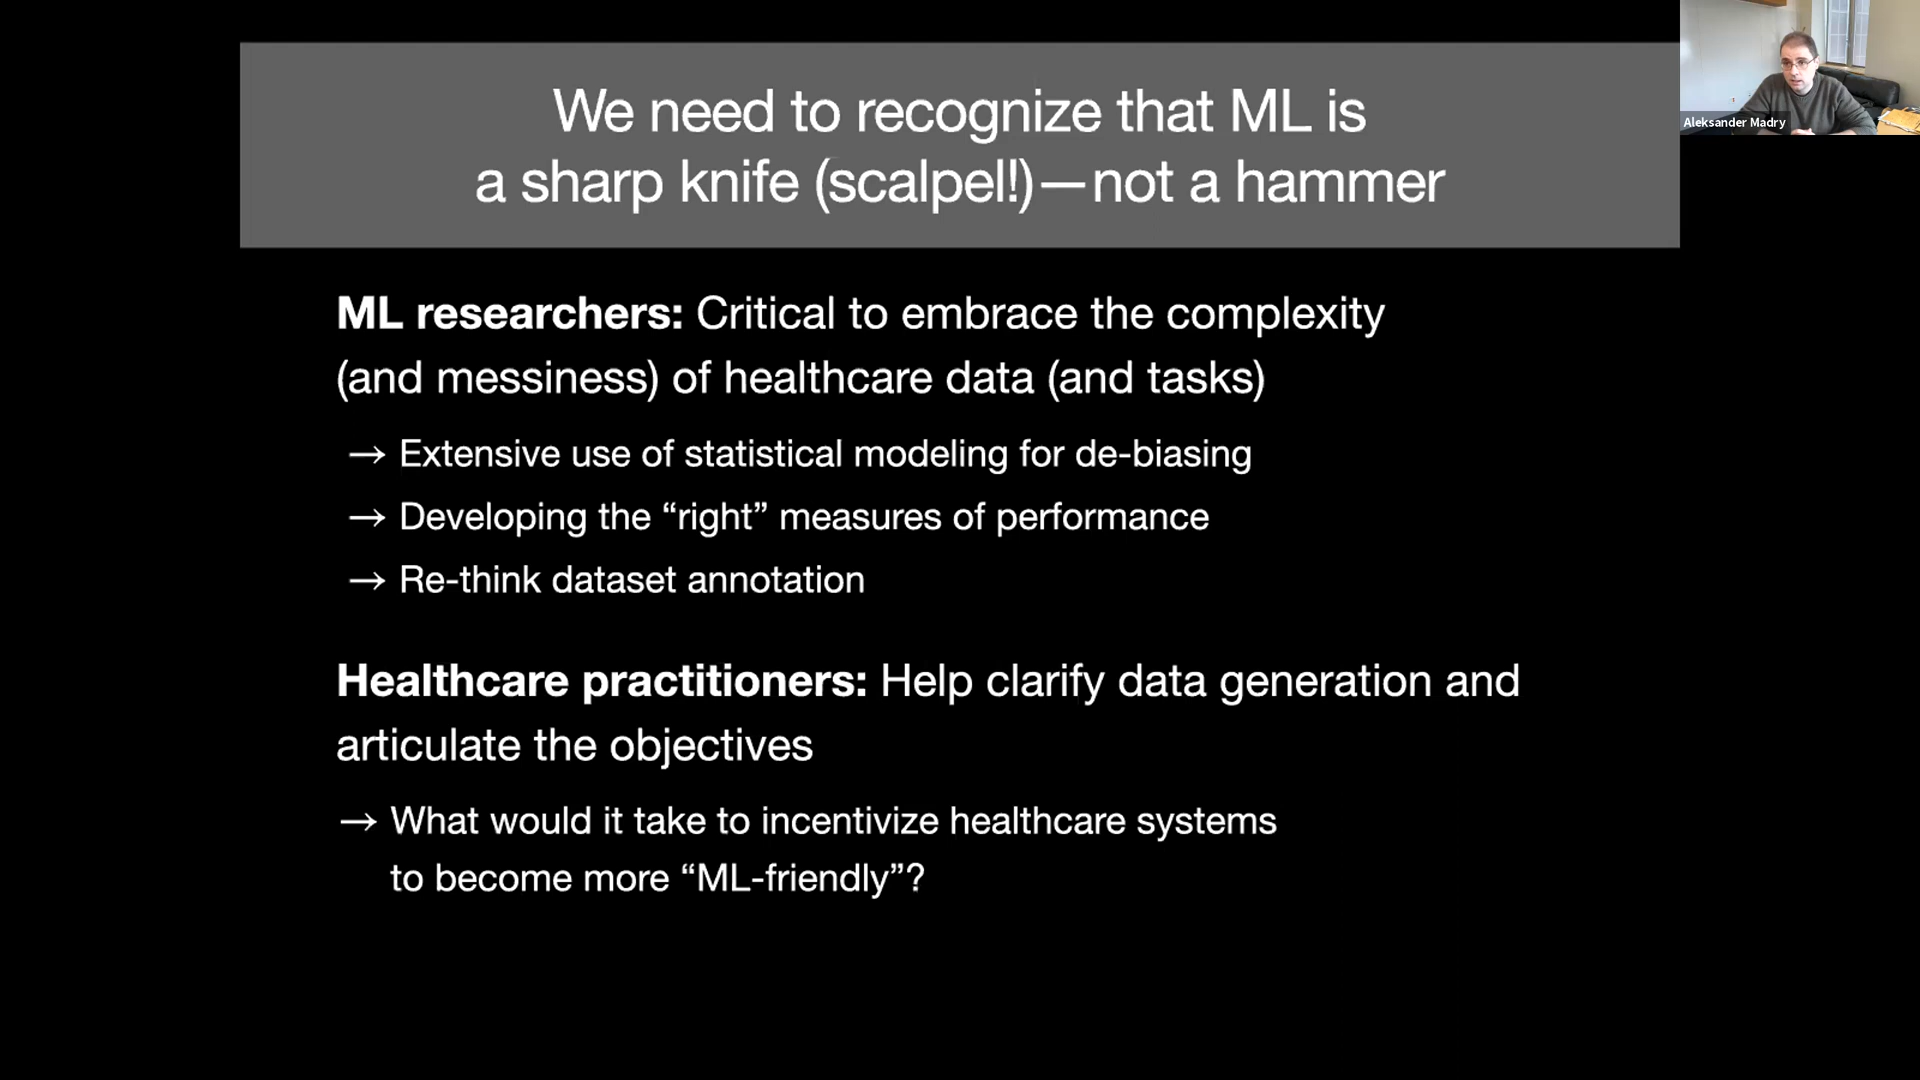 We need to recognize that ML is
a sharp knife (scalpel!)—not a hammer
Aleksander Madry
ML researchers: Critical to embrace the complexity
(and messiness) of healthcare data (and tasks)
→ Extensive use of statistical modeling for de-biasing
→ Developing the “right” measures of performance
→ Re-think dataset annotation
Healthcare practitioners: Help clarify data generation and
articulate the objectives
→ What would it take to incentivize healthcare systems
to become more “ML-friendly”?